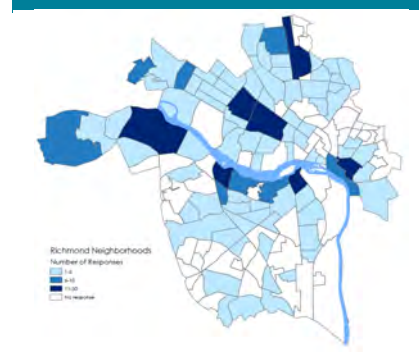 Richmond Neighborhoods
Number of Responses
1-5
6-10
11-20
no response